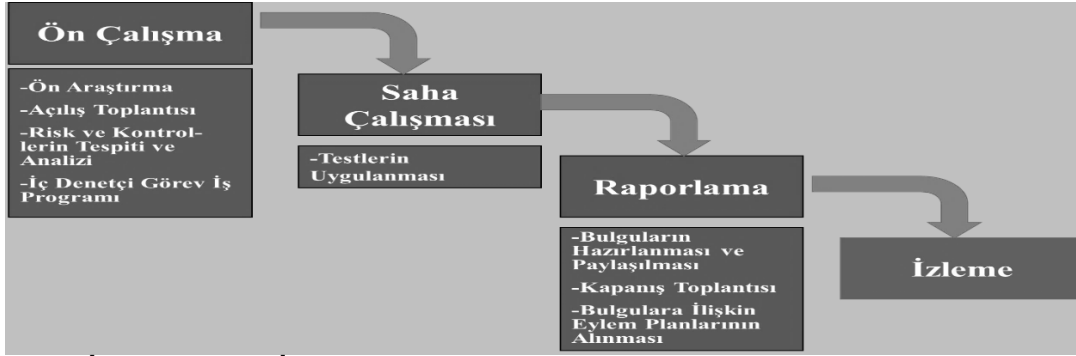 Ön Çalışma
-Ön Araştırma
-Açılış Toplantısı
-Risk ve Kontrol-
lerin Tespiti ve
Analizi
-İç Denetçi Görev İş
Programı
Saha
Çalışması
-Testlerin
Uygulanması
Raporlama
-Bulguların
Hazırlanması ve
Paylaşılması
-Kapanış Toplantısı
-Bulgulara İlişkin
Eylem Planlarının
Alınması
İzleme